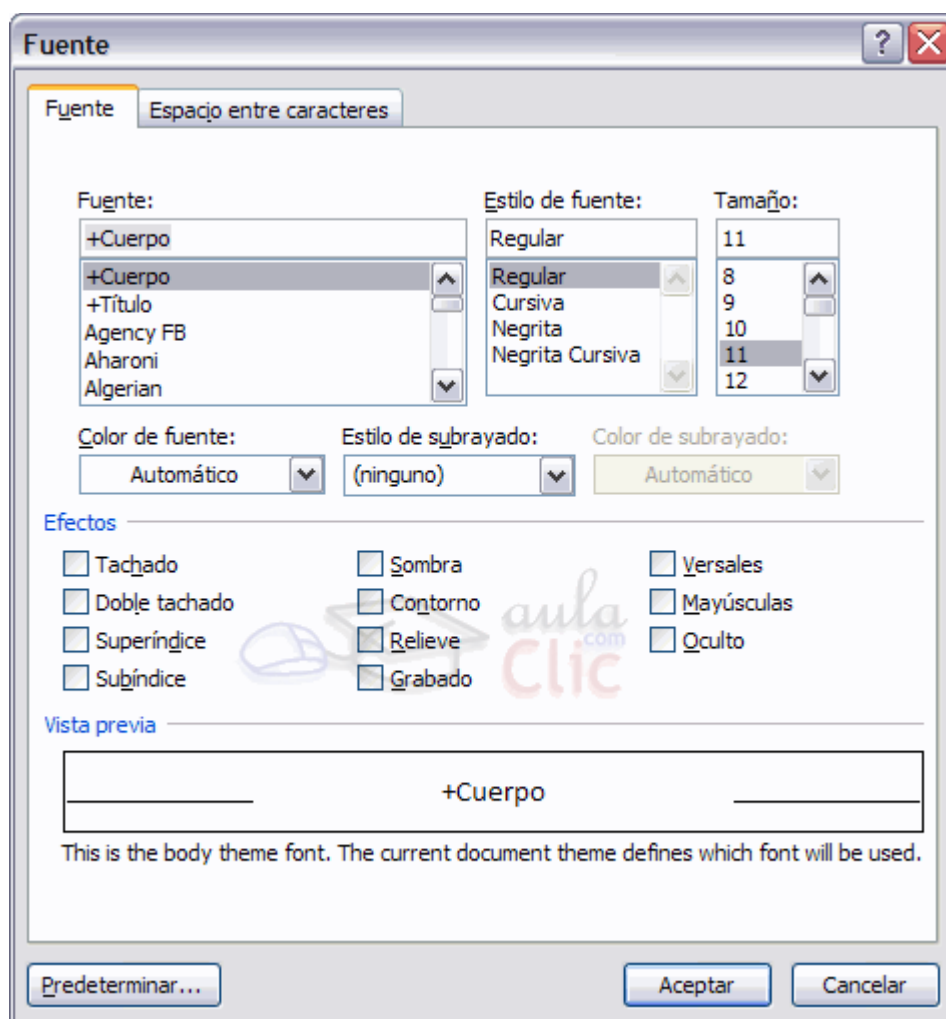 Fuente
?
Fuente Espacio entre caracteres
Fuente: Estilo de fuente: Tamaño:
+Cuerpo Regular 11
+Cuerpo Regular 8
+Título Cursiva 9
Agency FB Negrita 10
Aharoni Negrita Cursiva 11
Algerian 12
Color de fuente: Estilo de subrayado: Color de subrayado:
Automático (ninguno) Automático
Efectos
Tachado Sombra Versales
Doble tachado Contorno Mayúsculas
Superíndice Relieve Oculto
Subíndice Grabado
aula
com
Clic
Vista previa
+Cuerpo
This is the body theme font. The current document theme defines which font will be used.
Predeterminar... Aceptar Cancelar